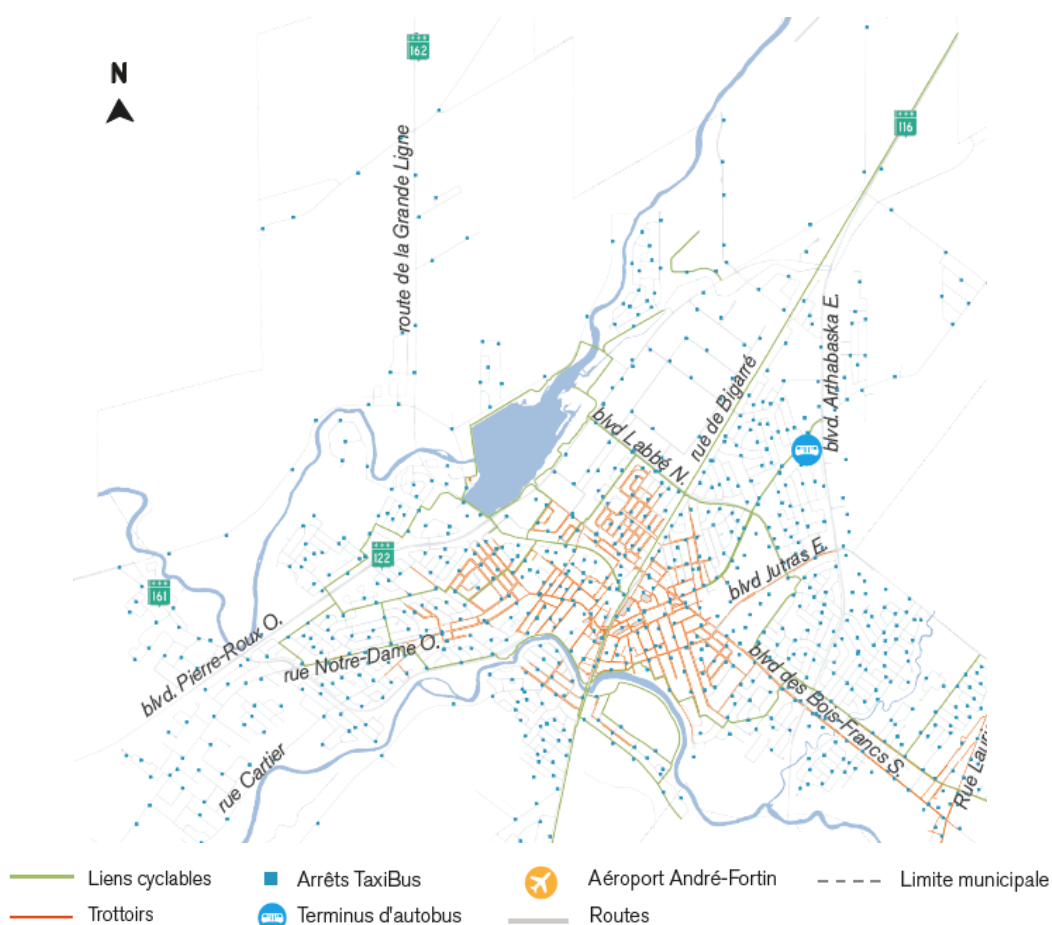 162
N
116
route de la Grande Ligne
blvd. Arthabaska E.
rue de Bigarré
blvd Labbé N.
122
blvd Jutras E.
161
blvd. Pierre-Roux O.
rue Notre-Dame O.
blvd des Bois-Francs S.
rue Cartier
Rue Lauri
Liens cyclables
Arrêts TaxiBus
Aéroport André-Fortin
Limite municipale
Trottoirs
Terminus d'autobus
Routes